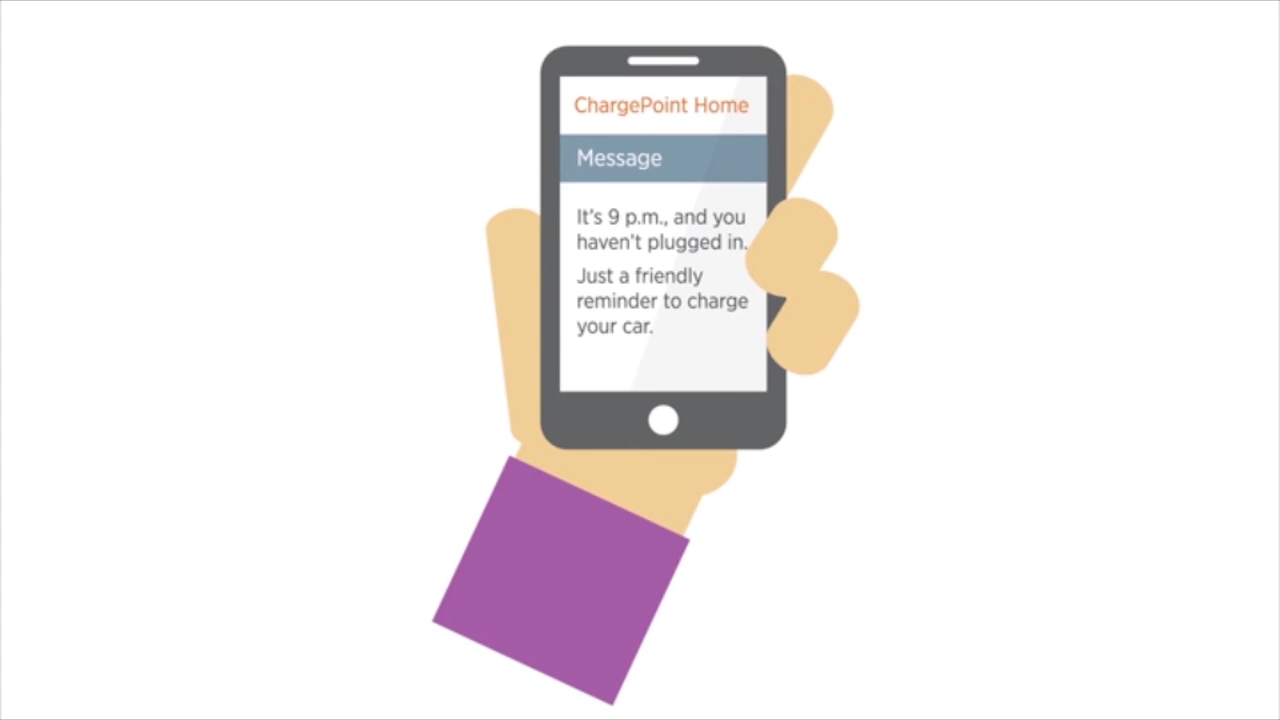 ChargePoint Home
Message
It's 9 p.m., and you
haven't plugged in.
Just a friendly
reminder to charge
your car.